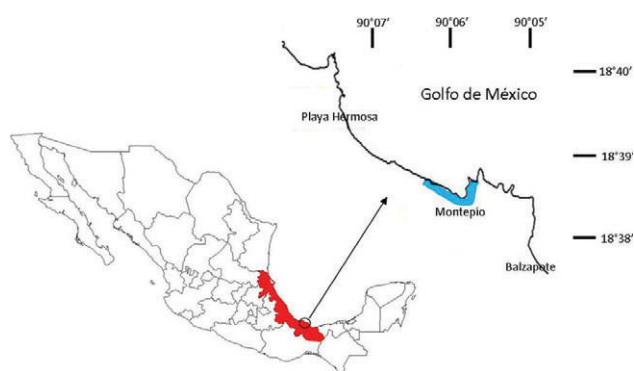 90°07' 90°06' 90°05'
18°40'
Golfo de México
Playa Hermosa
18°39'
Montepio
18°38'
Balzapote